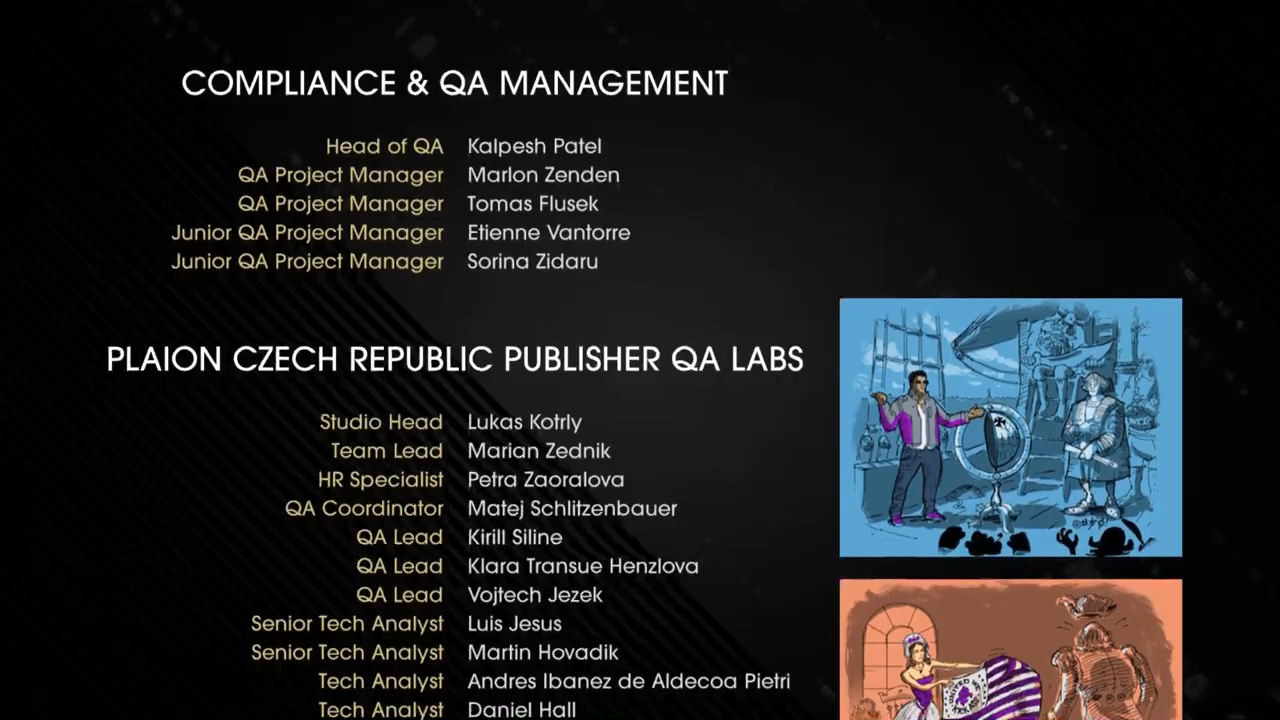 COMPLIANCE & QA MANAGEMENT
Head of QA Kalpesh Patel
QA Project Manager Marlon Zenden
QA Project Manager Tomas Flusek
Junior QA Project Manager Etienne Vantorre
Junior QA Project Manager Sorina Zidaru
PLAION CZECH REPUBLIC PUBLISHER QA LABS
Studio Head Lukas Kotrly
Team Lead Marian Zednik
HR Specialist Petra Zaoralova
QA Coordinator Matej Schlitzenbauer
QA Lead Kirill Siline
QA Lead Klara Transue Henzlova
QA Lead Vojtech Jezek
Senior Tech Analyst Luis Jesus
Senior Tech Analyst Martin Hovadik
Tech Analyst Andres Ibanez de Aldecoa Pietri
Tech Analyst Daniel Hall